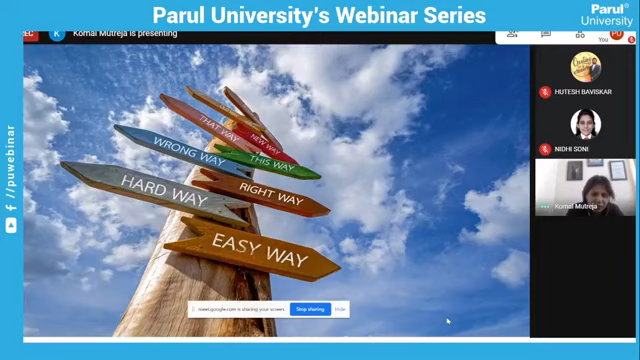 Parul University's Webinar Series
Parul®
University
EC
K
Komal Mutreja is presenting
PU
You
THAT WAY
NEW WAY
WRONG WAY
THIS WAY
HARD WAY
RIGHT WAY
EASY WAY
HUTESH BAVISKAR
NIDHI SONI
Komal Mutreja
meet.google.com is sharing your screen.
Stop sharing
Hide
f //puwebinar